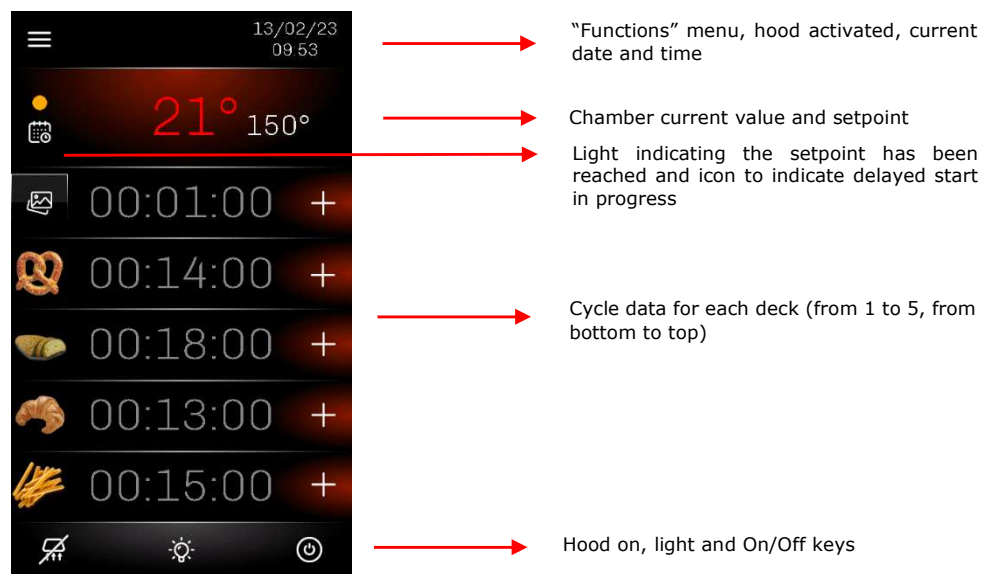 13/02/23
09:53
“Functions” menu, hood activated, current
date and time
21° 150°
Chamber current value and setpoint
Light indicating the setpoint has been
reached and icon to indicate delayed start
in progress
00:01:00 +
00:14:00 +
00:18:00 +
00:13:00 +
00:15:00 +
Cycle data for each deck (from 1 to 5, from
bottom to top)
Hood on, light and On/Off keys